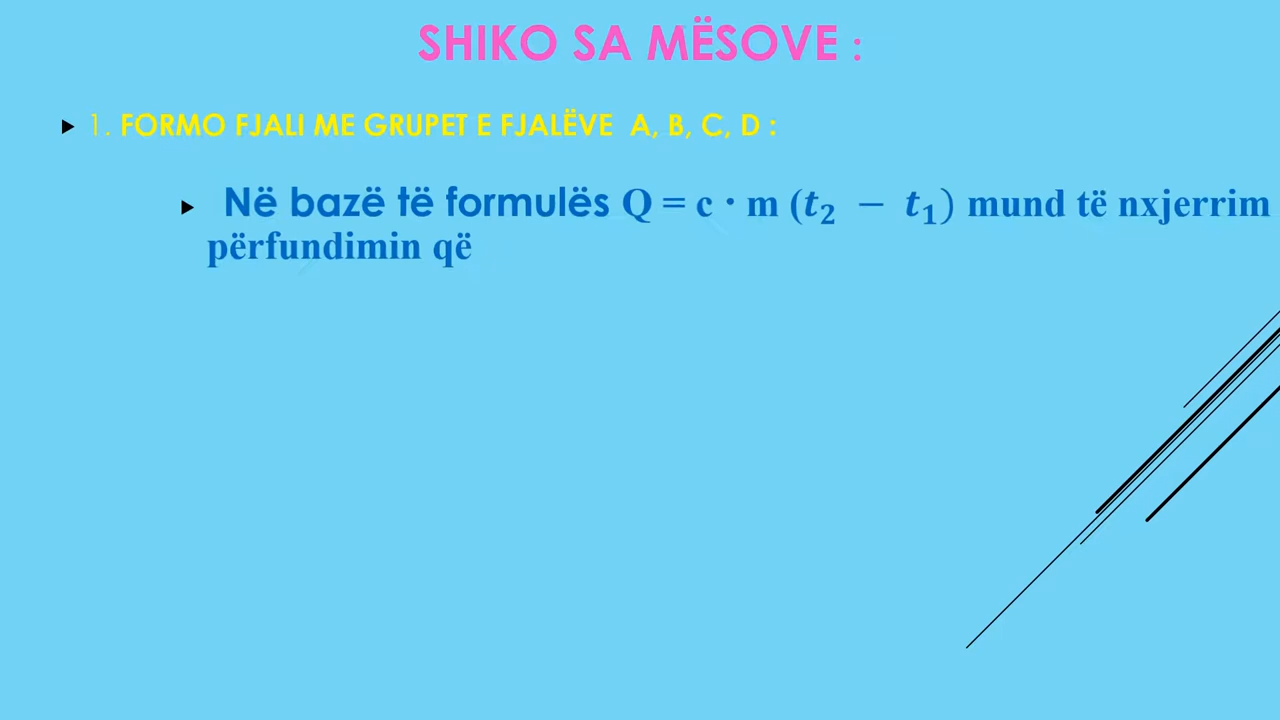 SHIKO SA MËSOVE :
1. FORMO FJALI ME GRUPET E FJALËVE A, B, C, D :
Në bazë të formulës Q = c · m (t₂ − t₁) mund të nxjerrim
përfundimin që